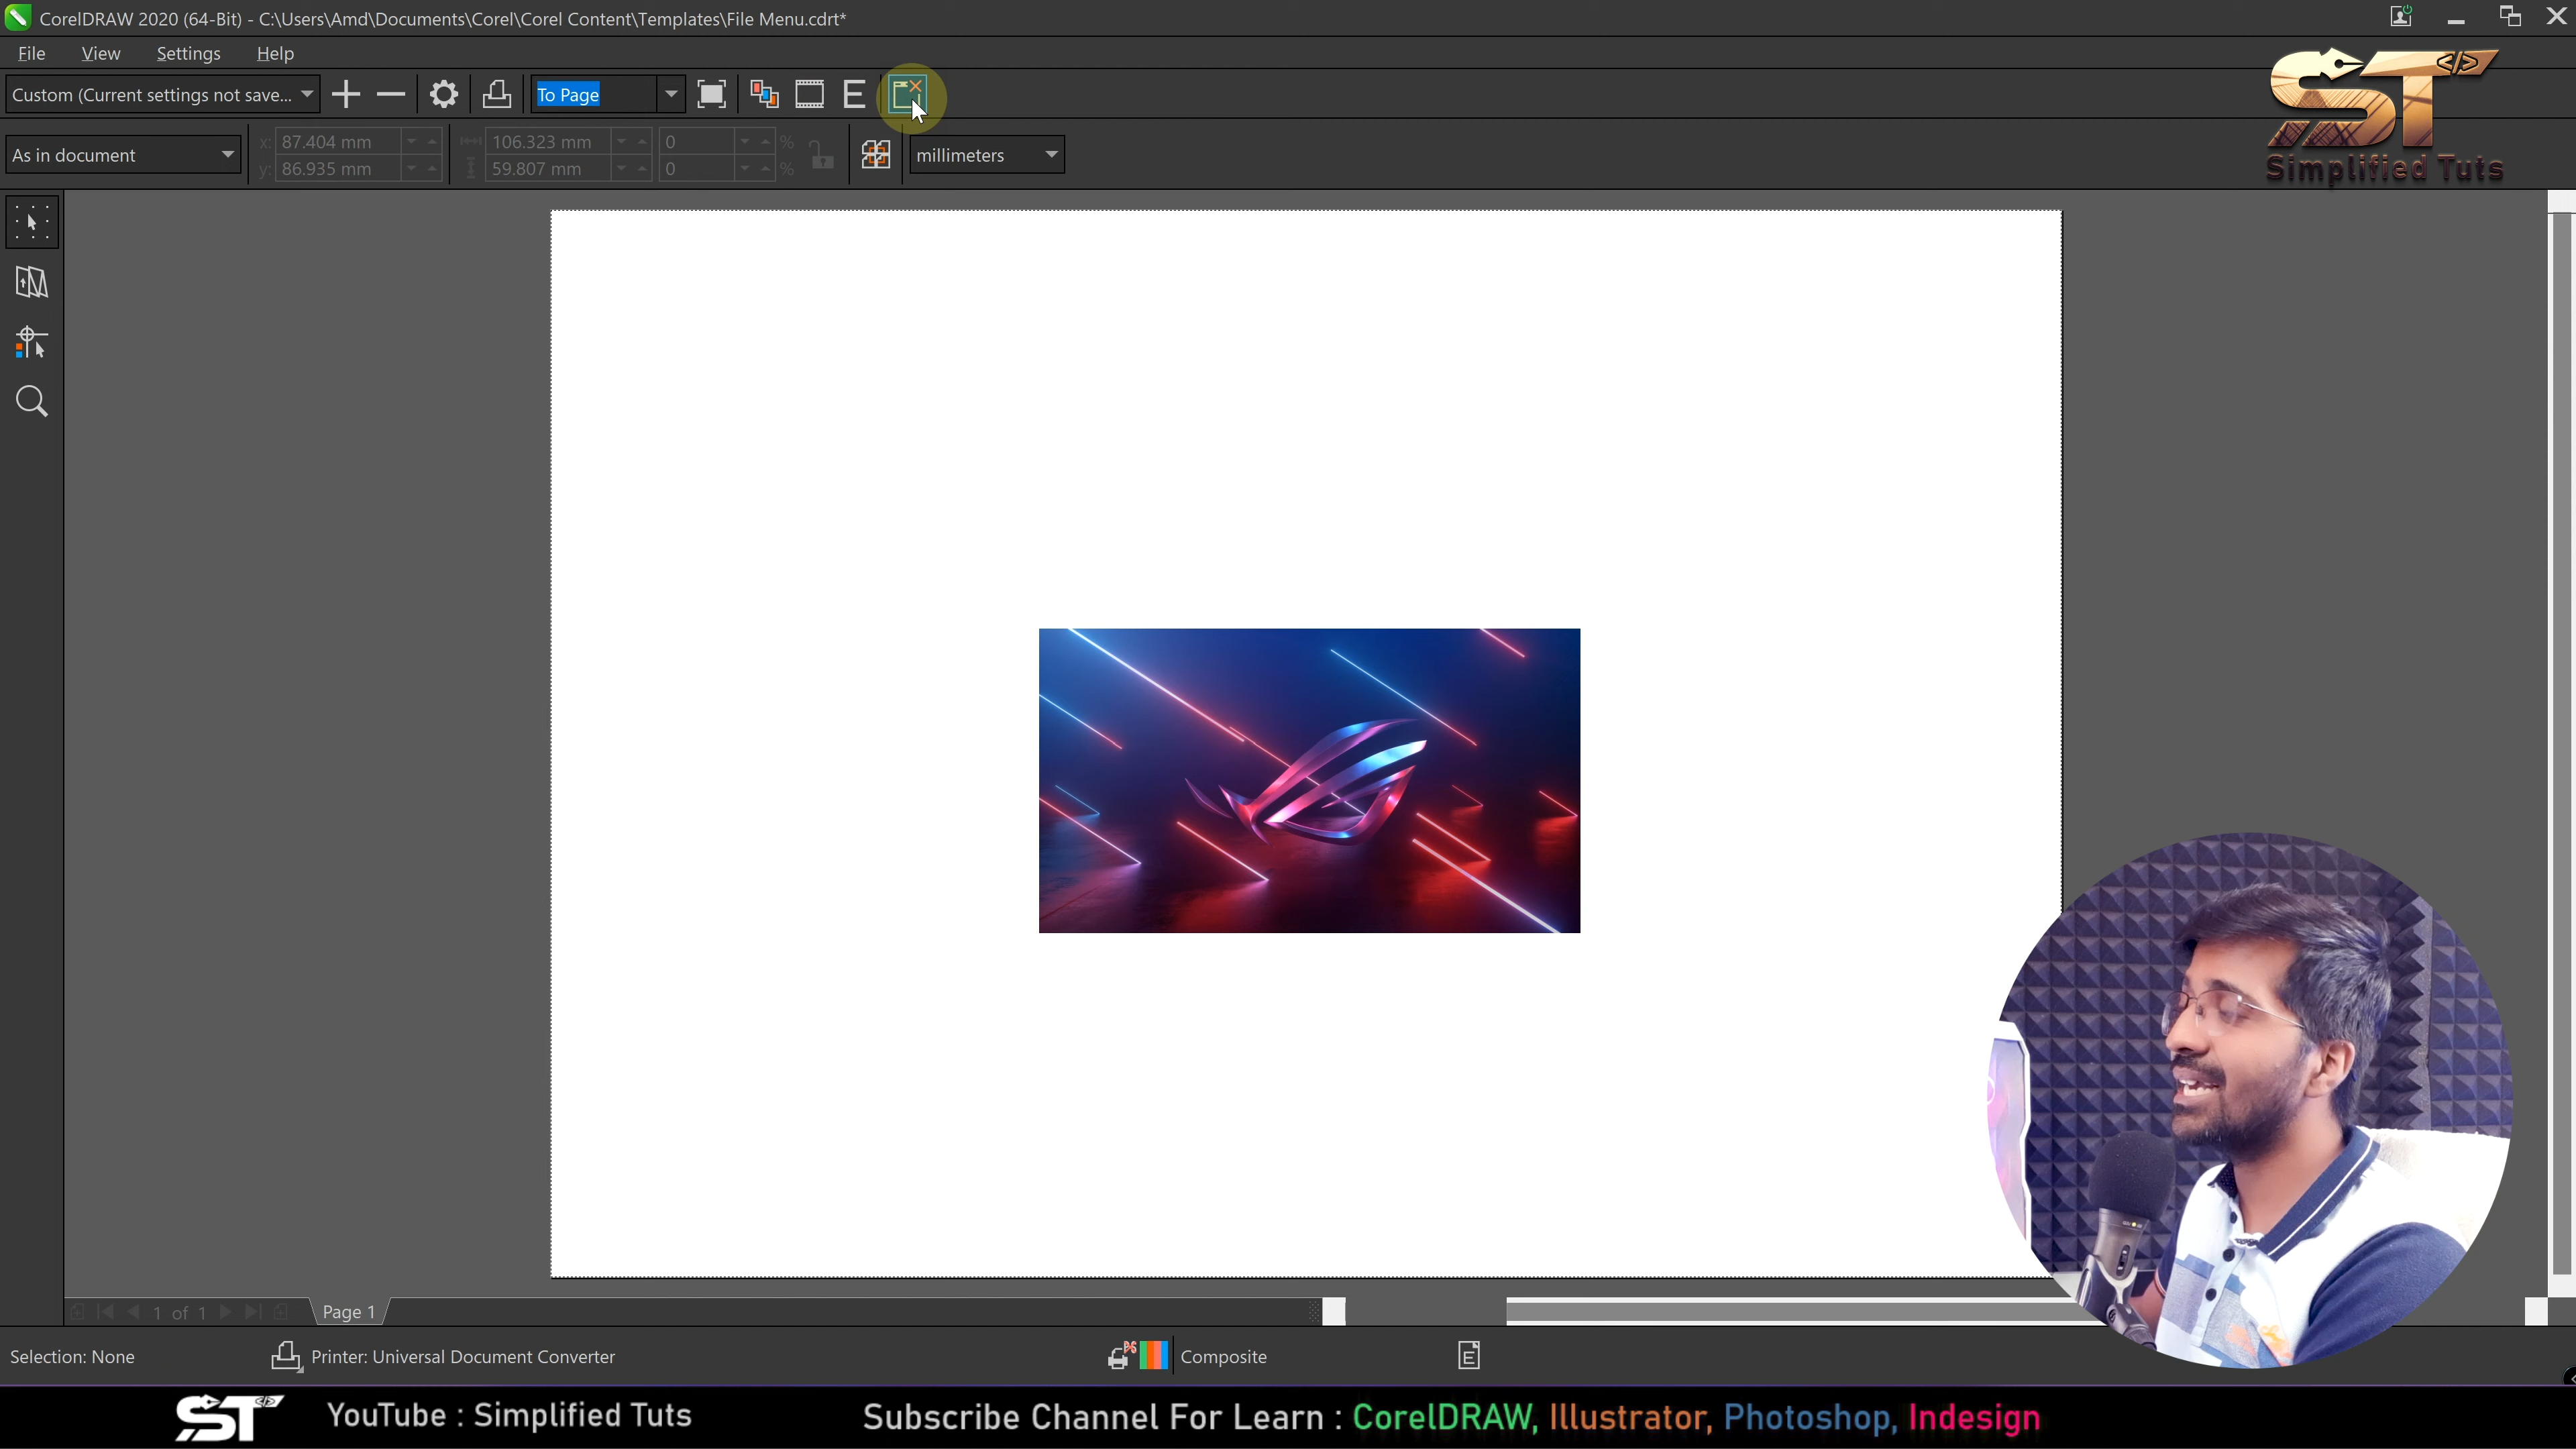 CorelDRAW 2020 (64-Bit) - C:\Users\Amd\Documents\Corel\Corel Content\Templates\File Menu.cdrt*
File View Settings Help
Custom (Current settings not save...
To Page
E
ST </>
Simplified Tuts
As in document
x: 87.404 mm 106.323 mm 0 %
y: 86.935 mm 59.807 mm 0 %
millimeters
1 of 1 Page 1
Selection: None
Printer: Universal Document Converter
PS
Composite
E
ST </>
YouTube : Simplified Tuts
Subscribe Channel For Learn : CorelDRAW, Illustrator, Photoshop, Indesign